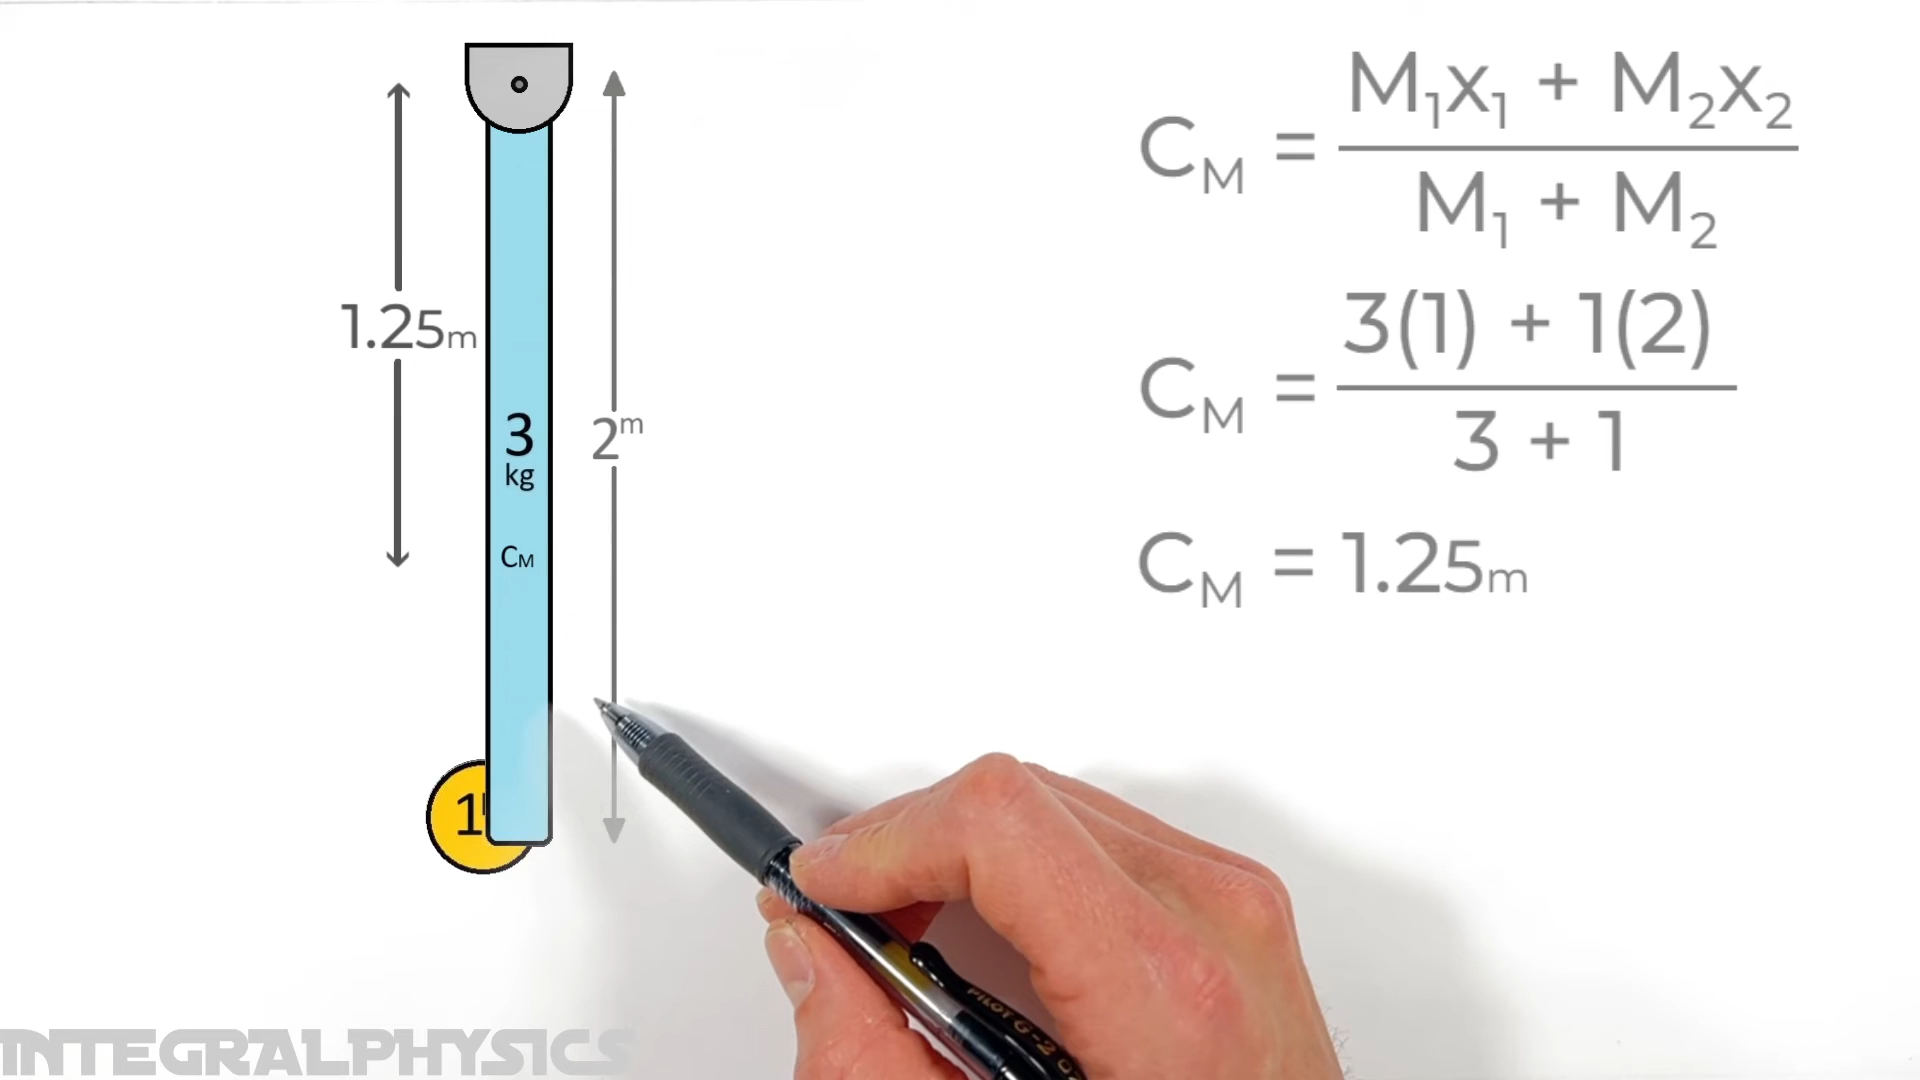 1.25m
3
kg
2m
CM
1
CM = M1x1 + M2x2
M1 + M2
CM = 3(1) + 1(2)
3 + 1
CM = 1.25m
PILOT G-2
INTEGRALPHYSICS